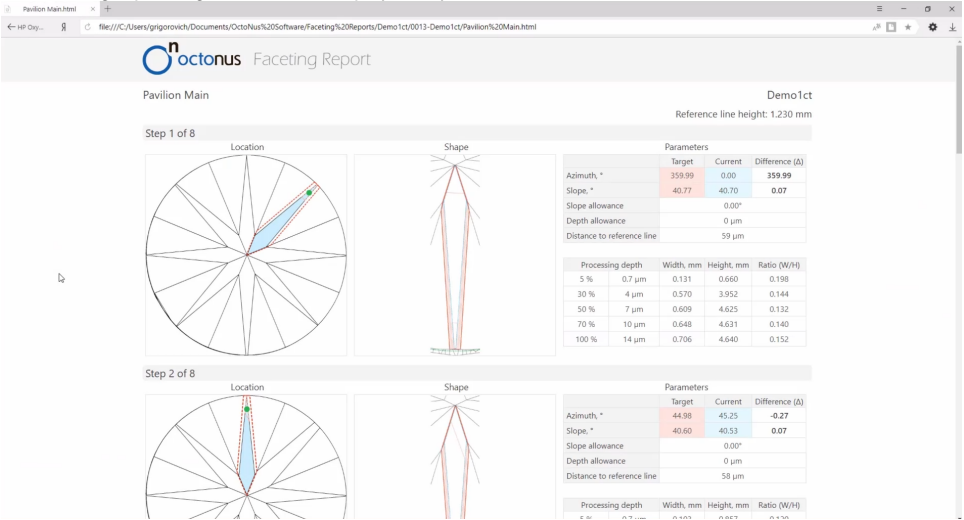 Pavilion Main.html
HP Оху...
Я
file:///C:/Users/grigorovich/Documents/OctoNus%20Software/Faceting%20Reports/Demo1ct/0013-Demo1ct/Pavilion%20Main.html
octonus Faceting Report
Pavilion Main Demo1ct
Reference line height: 1.230 mm
Step 1 of 8
Location Shape Parameters
Target Current Difference (Δ)
Azimuth, ° 359.99 0.00 359.99
Slope, ° 40.77 40.70 0.07
Slope allowance 0.00°
Depth allowance 0 μm
Distance to reference line 59 μm
Processing depth Width, mm Height, mm Ratio (W/H)
5 % 0.7 μm 0.131 0.660 0.198
30 % 4 μm 0.570 3.952 0.144
50 % 7 μm 0.609 4.625 0.132
70 % 10 μm 0.648 4.631 0.140
100 % 14 μm 0.706 4.640 0.152
Step 2 of 8
Location Shape Parameters
Target Current Difference (Δ)
Azimuth, ° 44.98 45.25 -0.27
Slope, ° 40.60 40.53 0.07
Slope allowance 0.00°
Depth allowance 0 μm
Distance to reference line 58 μm
Processing depth Width, mm Height, mm Ratio (W/H)